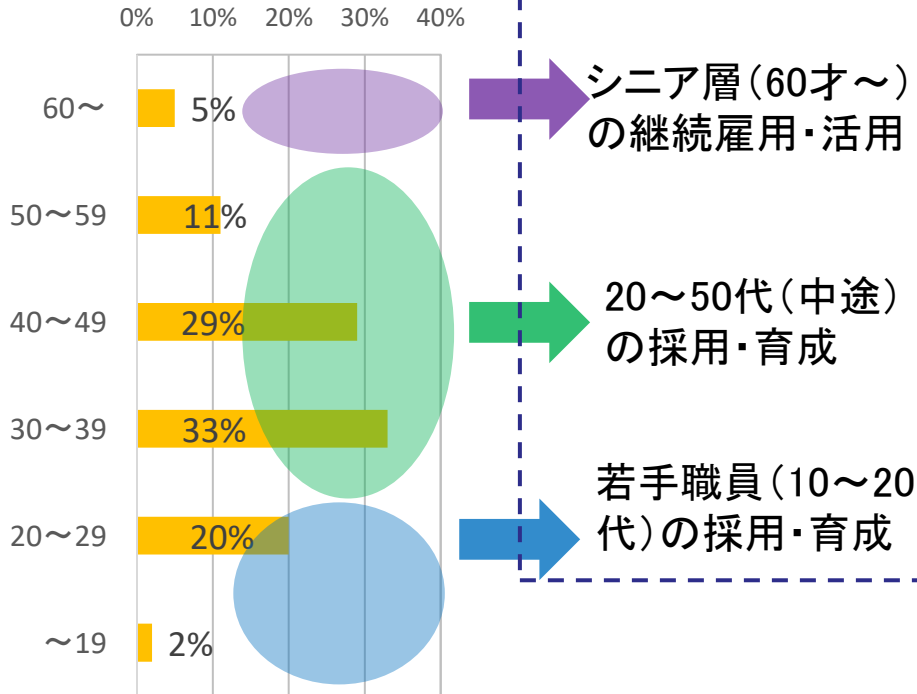 0% 10% 20% 30% 40%
60～ 5%
シニア層(60才～)
の継続雇用・活用
50～59 11%
40～49 29%
20～50代(中途)
の採用・育成
30～39 33%
20～29 20%
若手職員(10～20
代)の採用・育成
～19 2%